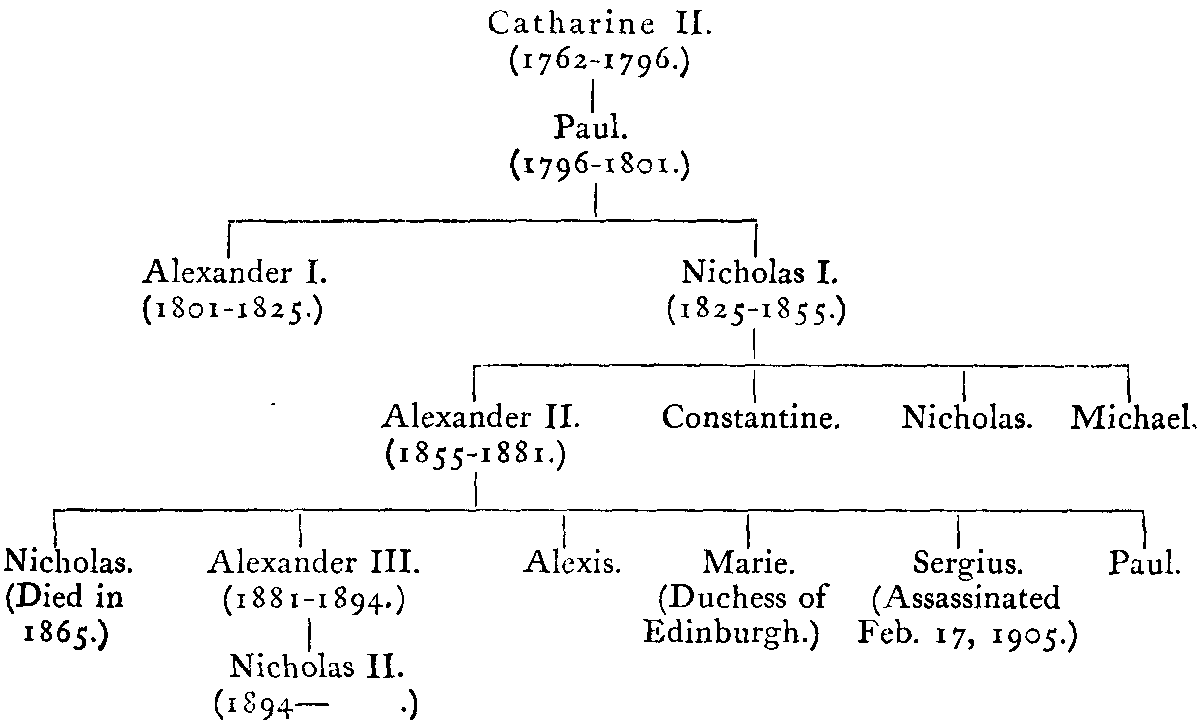 Catharine II.
(1762-1796.)
Paul.
(1796-1801.)
Alexander I.
(1801-1825.)
Nicholas I.
(1825-1855.)
Alexander II.
(1855-1881.)
Constantine.
Nicholas.
Michael.
Nicholas.
(Died in
1865.)
Alexander III.
(1881-1894.)
Nicholas II.
(1894— .)
Alexis.
Marie.
(Duchess of
Edinburgh.)
Sergius.
(Assassinated
Feb. 17, 1905.)
Paul.